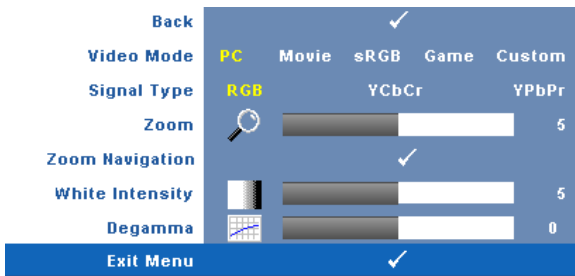 Back
Video Mode PC Movie sRGB Game Custom
Signal Type RGB YCbCr YPbPr
Zoom 5
Zoom Navigation
White Intensity 5
Degamma 0
Exit Menu